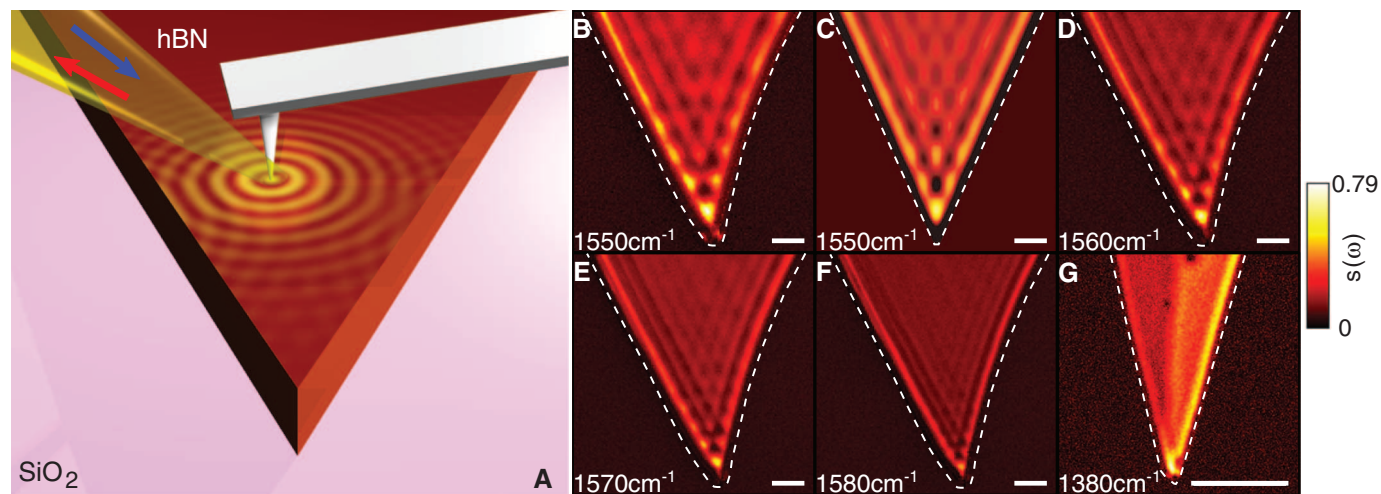 hBN
SiO₂
A
B
1550cm⁻¹
C
1550cm⁻¹
D
1560cm⁻¹
E
1570cm⁻¹
F
1580cm⁻¹
G
1380cm⁻¹
0.79
s(ω)
0